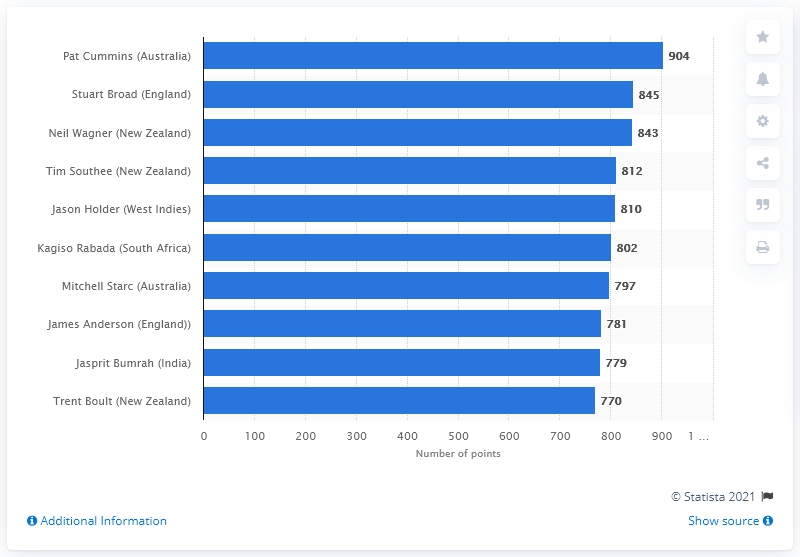 Pat Cummins (Australia) 904
Stuart Broad (England) 845
Neil Wagner (New Zealand) 843
Tim Southee (New Zealand) 812
Jason Holder (West Indies) 810
Kagiso Rabada (South Africa) 802
Mitchell Starc (Australia) 797
James Anderson (England)) 781
Jasprit Bumrah (India) 779
Trent Boult (New Zealand) 770
0 100 200 300 400 500 600 700 800 900 1 ...
Number of points
© Statista 2021
Additional Information Show source